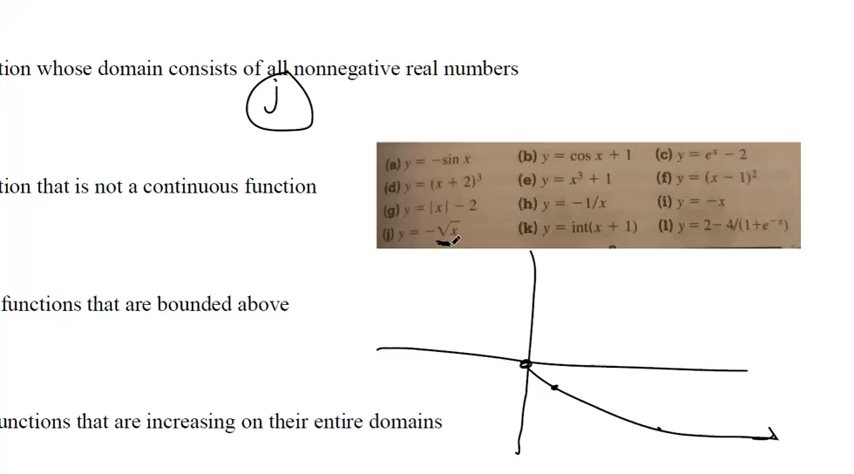 tion whose domain consists of all nonnegative real numbers
j
(a) y = −sin x (b) y = cos x + 1 (c) y = eˣ − 2
(d) y = (x + 2)³ (e) y = x³ + 1 (f) y = (x − 1)²
(g) y = |x| − 2 (h) y = −1/x (i) y = −x
(j) y = −√x (k) y = int(x + 1) (l) y = 2− 4/(1+e⁻ˣ)
tion that is not a continuous function
functions that are bounded above
unctions that are increasing on their entire domains